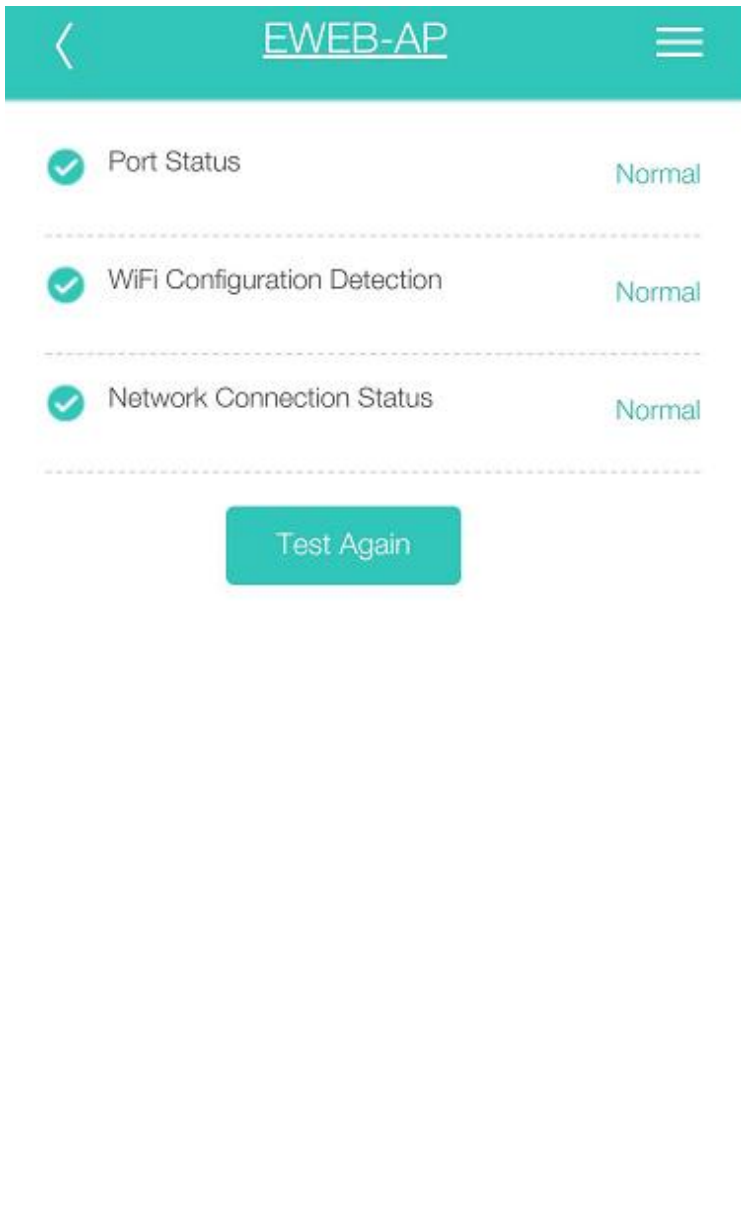 EWEB-AP
Port Status
Normal
WiFi Configuration Detection
Normal
Network Connection Status
Normal
Test Again